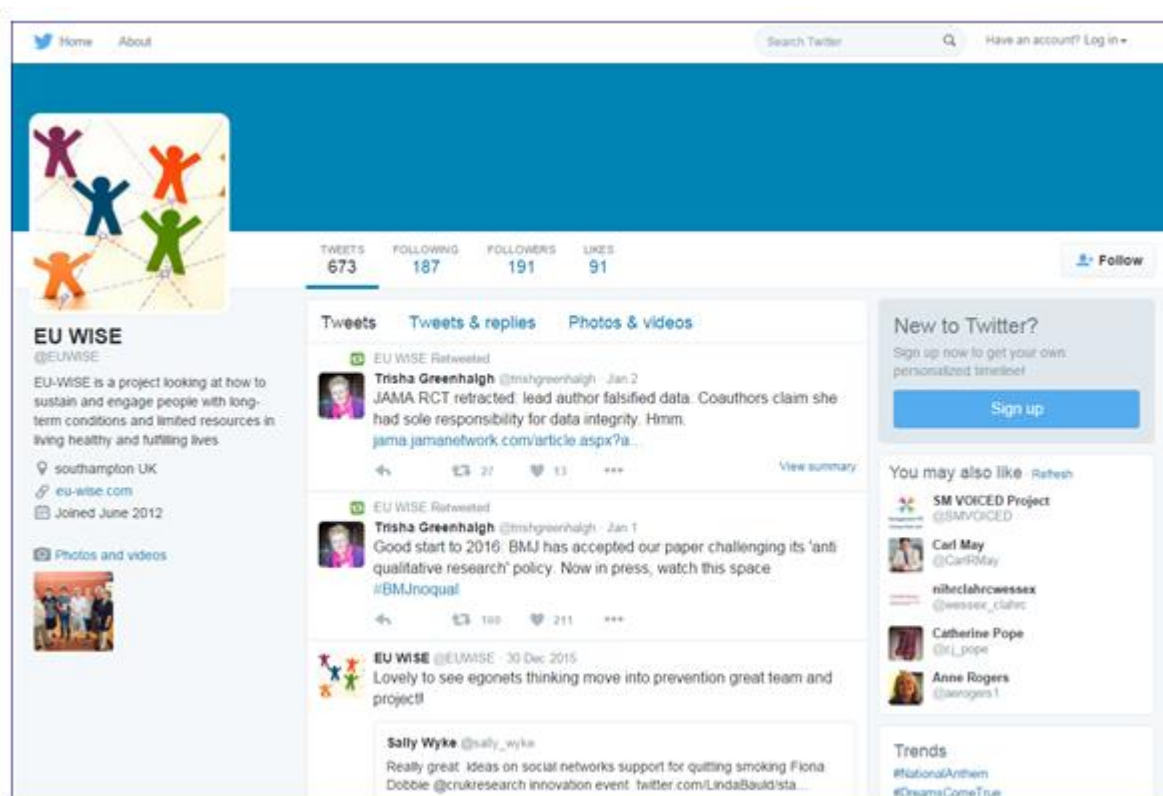 Home About Search Twitter Have an account? Log in
TWEETS FOLLOWING FOLLOWERS LIKES
673 187 191 91
Follow
EU WISE
@EUWISE
EU-WISE is a project looking at how to
sustain and engage people with long-
term conditions and limited resources in
living healthy and fulfilling lives
southampton UK
eu-wise.com
Joined June 2012
Photos and videos
Tweets Tweets & replies Photos & videos
EU WISE Retweeted
Trisha Greenhalgh @trishgreenhalgh · Jan 2
JAMA RCT retracted: lead author falsified data. Coauthors claim she
had sole responsibility for data integrity. Hmm.
jama.jamanetwork.com/article.aspx?a...
27 13 View summary
EU WISE Retweeted
Trisha Greenhalgh @trishgreenhalgh · Jan 1
Good start to 2016: BMJ has accepted our paper challenging its 'anti
qualitative research' policy. Now in press, watch this space
#BMJnoqual
211
EU WISE @EUWISE · 30 Dec 2015
Lovely to see egonets thinking move into prevention great team and
project!!
Sally Wyke @sally_wyke
Really great ideas on social networks support for quitting smoking Fiona
Dobbie @crukresearch innovation event twitter.com/LindaBauld/sta...
New to Twitter?
Sign up now to get your own
personalized timeline!
Sign up
You may also like Refresh
SM VOICED Project
@SMVOICED
Carl May
@CarlRMay
nihrclahrcwessex
@wessex_clahrc
Catherine Pope
@cj_pope
Anne Rogers
@aerogers1
Trends
#NationalAnthem
#DreamsComeTrue